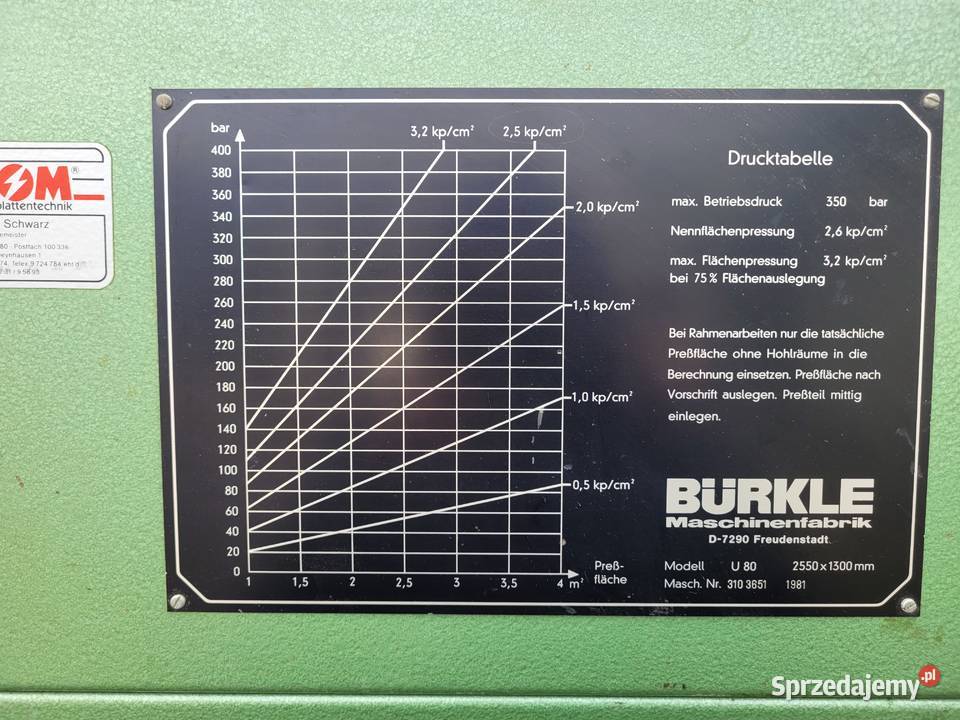 OM®
plattentechnik
Schwarz
bar
400
380
360
340
320
300
280
260
240
220
200
180
160
140
120
100
80
60
40
20
0
1 1,5 2 2,5 3 3,5 4 m²
Preß-
fläche
3,2 kp/cm²
2,5 kp/cm²
2,0 kp/cm²
1,5 kp/cm²
1,0 kp/cm²
0,5 kp/cm²
Drucktabelle
max. Betriebsdruck 350 bar
Nennflächenpressung 2,6 kp/cm²
max. Flächenpressung 3,2 kp/cm²
bei 75% Flächenauslegung
Bei Rahmenarbeiten nur die tatsächliche
Preßfläche ohne Hohlräume in die
Berechnung einsetzen. Preßfläche nach
Vorschrift auslegen. Preßteil mittig
einlegen.
BÜRKLE
Maschinenfabrik
D-7290 Freudenstadt
Modell U 80 2550x1300mm
Masch. Nr. 310 3651 1981
Sprzedajemy.pl